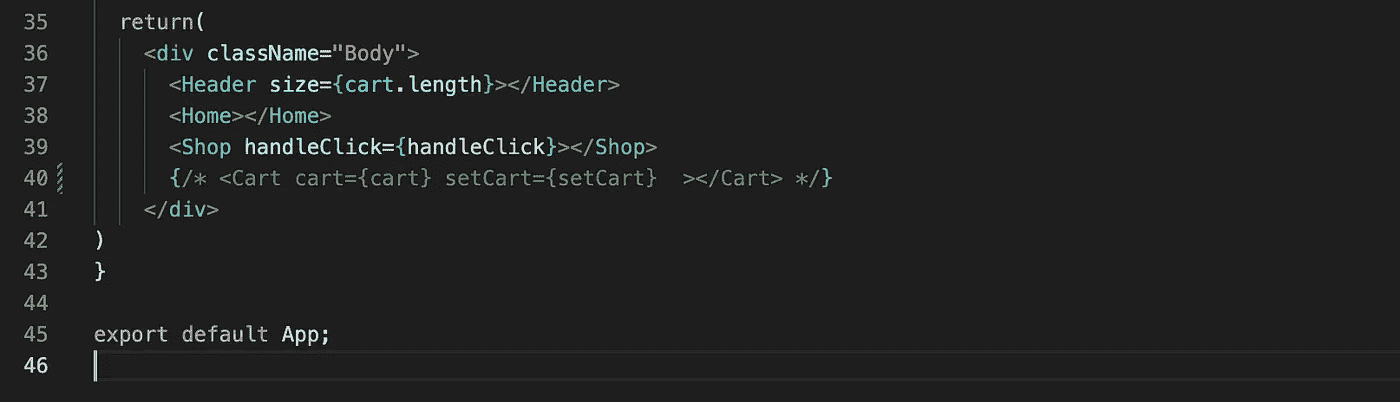 35 return(
36 <div className="Body">
37 <Header size={cart.length}></Header>
38 <Home></Home>
39 <Shop handleClick={handleClick}></Shop>
40 {/* <Cart cart={cart} setCart={setCart}  ></Cart> */}
41 </div>
42 )
43 }
44
45 export default App;
46